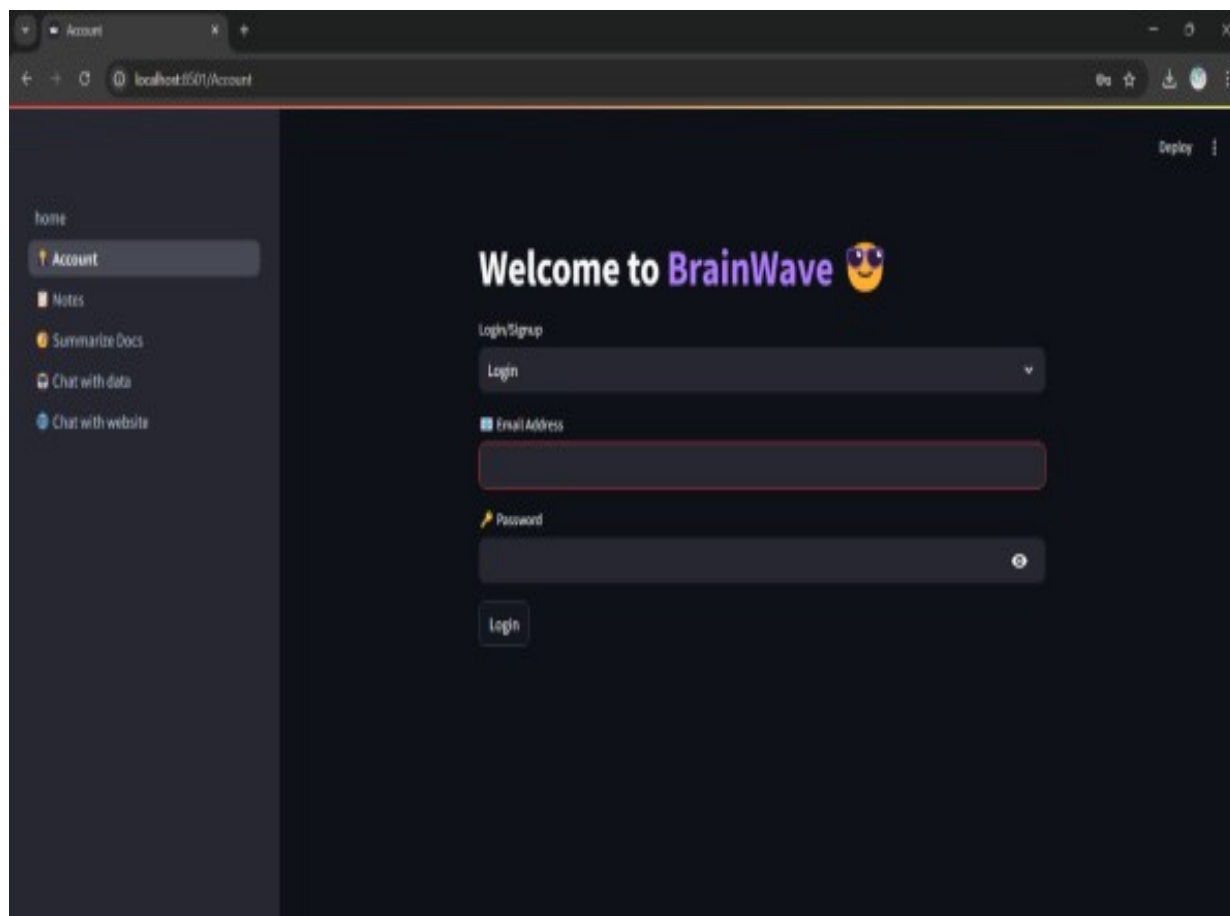 Account
localhost:8501/Account
Deploy
home
Account
Notes
Summarize Docs
Chat with data
Chat with website
Welcome to BrainWave
Login/Signup
Login
Email Address
Password
Login